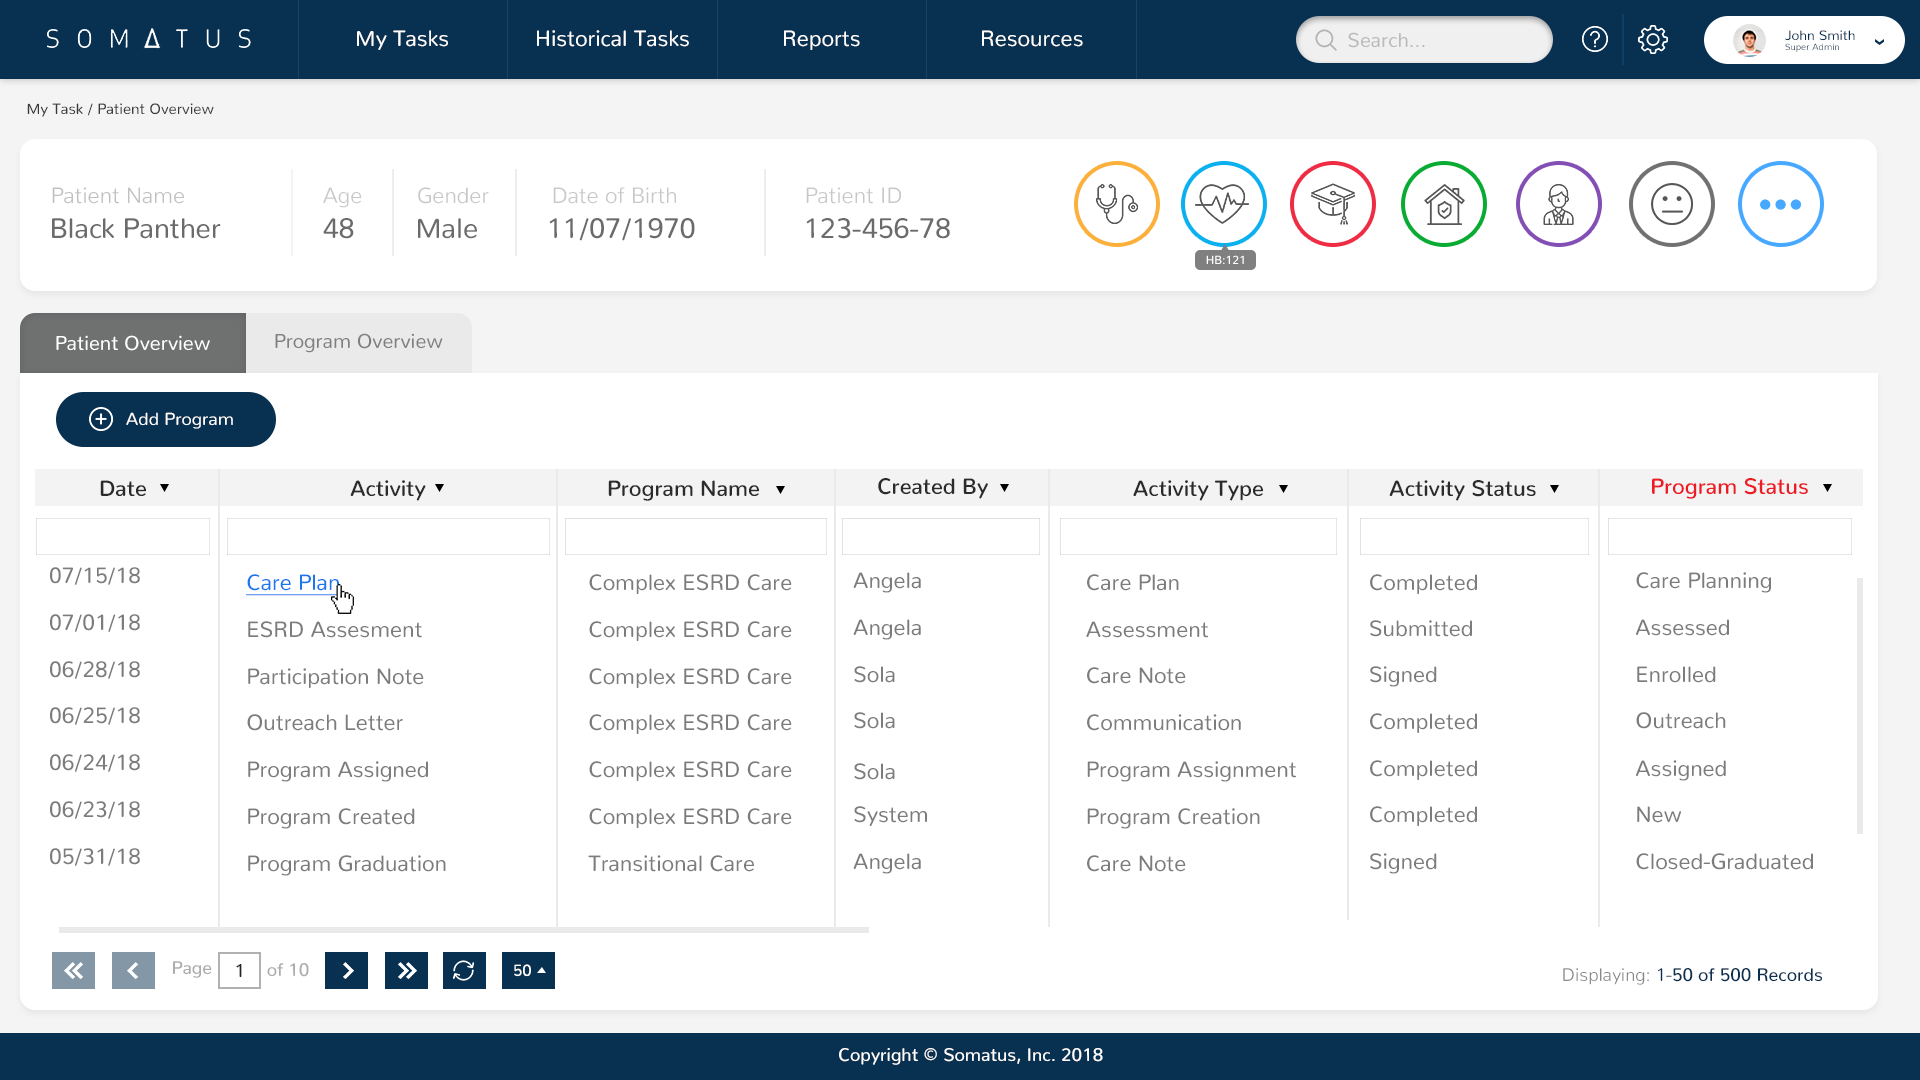 SOMATUS My Tasks Historical Tasks Reports Resources Search... John Smith
Super Admin
My Task / Patient Overview
Patient Name Age Gender Date of Birth Patient ID
Black Panther 48 Male 11/07/1970 123-456-78
HB:121
Patient Overview Program Overview
Add Program
Date Activity Program Name Created By Activity Type Activity Status Program Status
07/15/18 Care Plan Complex ESRD Care Angela Care Plan Completed Care Planning
07/01/18 ESRD Assesment Complex ESRD Care Angela Assessment Submitted Assessed
06/28/18 Participation Note Complex ESRD Care Sola Care Note Signed Enrolled
06/25/18 Outreach Letter Complex ESRD Care Sola Communication Completed Outreach
06/24/18 Program Assigned Complex ESRD Care Sola Program Assignment Completed Assigned
06/23/18 Program Created Complex ESRD Care System Program Creation Completed New
05/31/18 Program Graduation Transitional Care Angela Care Note Signed Closed-Graduated
Page 1 of 10 50 Displaying: 1-50 of 500 Records
Copyright © Somatus, Inc. 2018